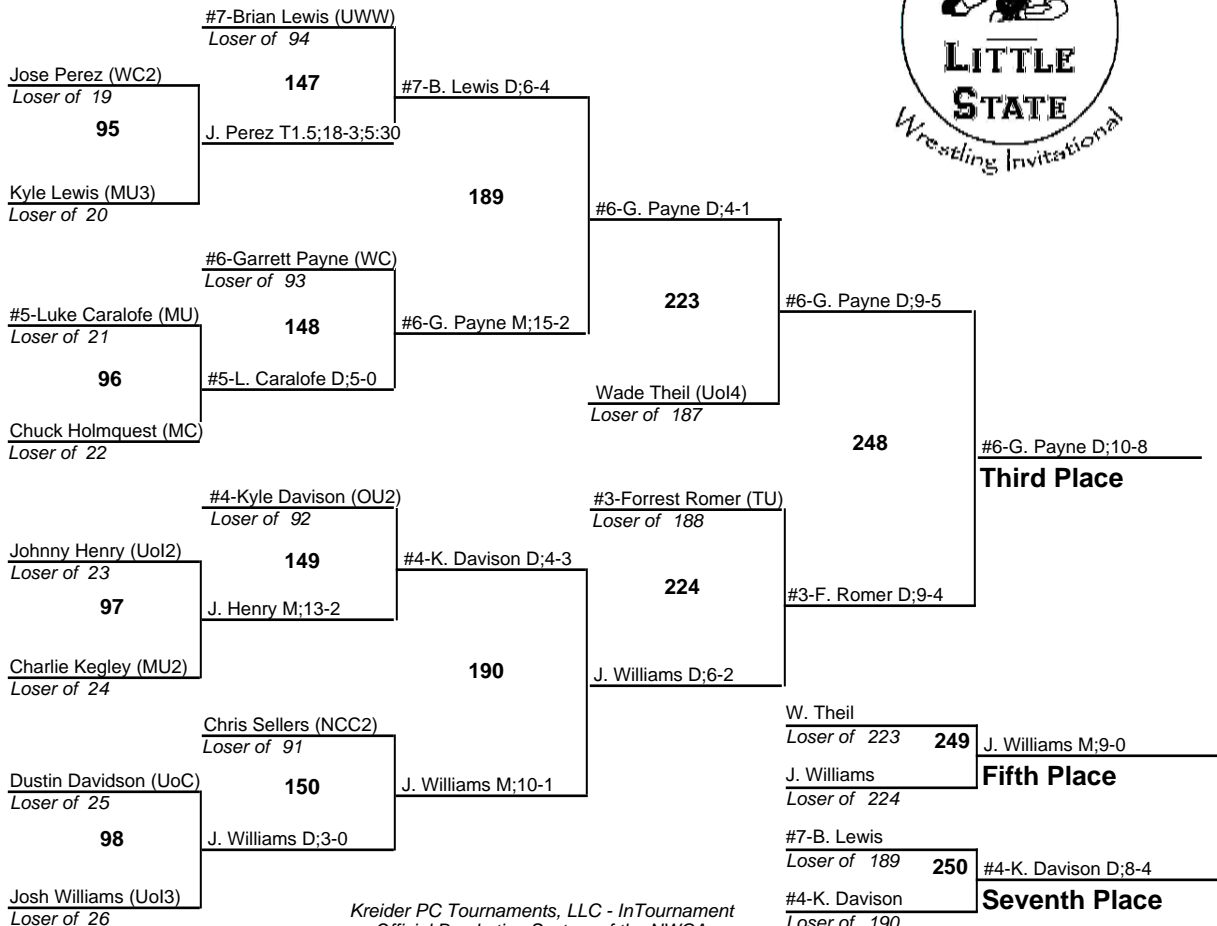 #7-Brian Lewis (UWW)
Loser of 94
Jose Perez (WC2)
Loser of 19
147
#7-B. Lewis D;6-4
95
J. Perez T1.5;18-3;5:30
Kyle Lewis (MU3)
Loser of 20
189
#6-G. Payne D;4-1
#6-Garrett Payne (WC)
Loser of 93
#5-Luke Caralofe (MU)
Loser of 21
148
#6-G. Payne M;15-2
223
#6-G. Payne D;9-5
96
#5-L. Caralofe D;5-0
Wade Theil (UoI4)
Loser of 187
Chuck Holmquest (MC)
Loser of 22
248
#6-G. Payne D;10-8
Third Place
#4-Kyle Davison (OU2)
Loser of 92
#3-Forrest Romer (TU)
Loser of 188
Johnny Henry (UoI2)
Loser of 23
149
#4-K. Davison D;4-3
224
#3-F. Romer D;9-4
97
J. Henry M;13-2
Charlie Kegley (MU2)
Loser of 24
190
J. Williams D;6-2
Chris Sellers (NCC2)
Loser of 91
W. Theil
Loser of 223
249
J. Williams M;9-0
Fifth Place
J. Williams
Loser of 224
Dustin Davidson (UoC)
Loser of 25
150
J. Williams M;10-1
98
J. Williams D;3-0
#7-B. Lewis
Loser of 189
250
#4-K. Davison D;8-4
Seventh Place
#4-K. Davison
Loser of 190
Josh Williams (UoI3)
Loser of 26
Kreider PC Tournaments, LLC - InTournament
LITTLE
STATE
Wrestling Invitational